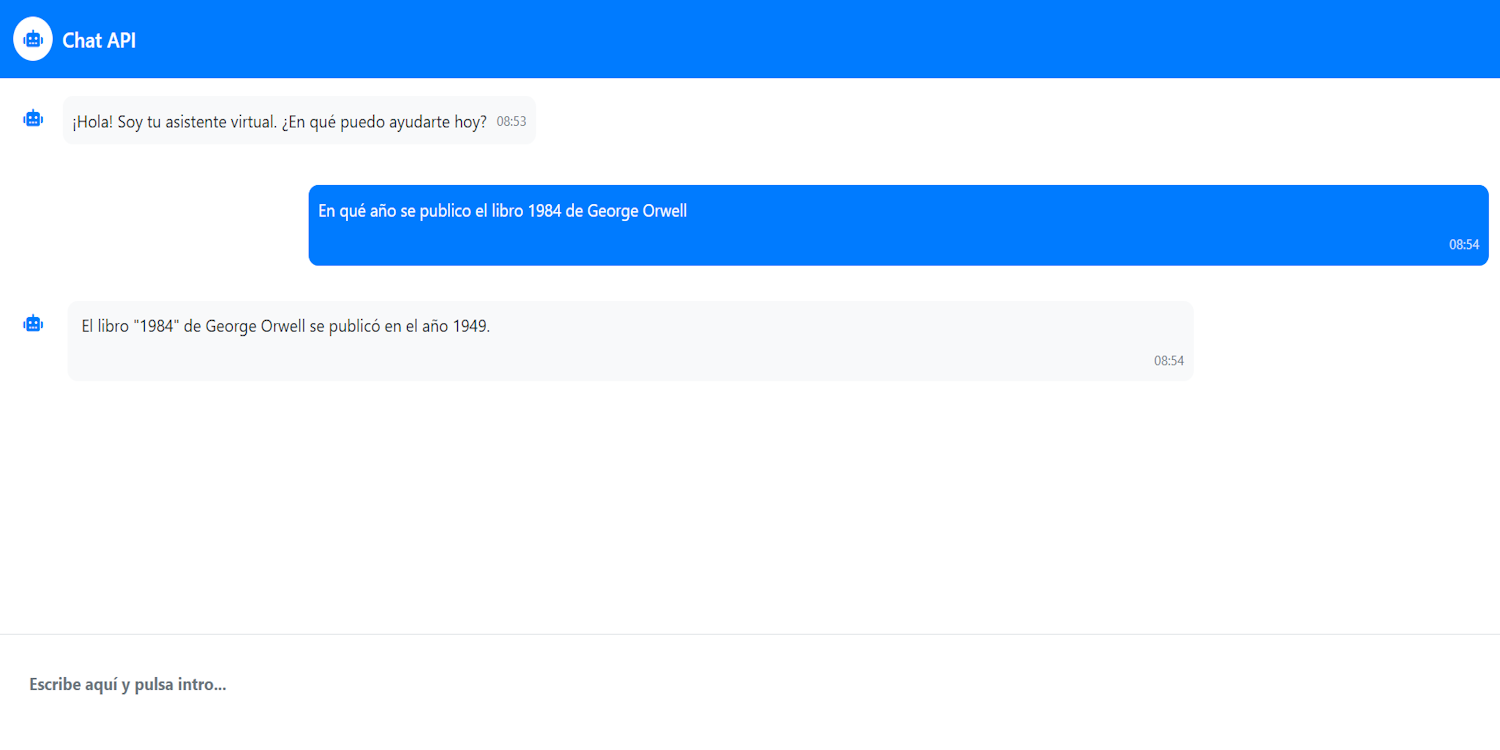 Chat API
¡Hola! Soy tu asistente virtual. ¿En qué puedo ayudarte hoy? 08:53
En qué año se publico el libro 1984 de George Orwell
08:54
El libro "1984" de George Orwell se publicó en el año 1949.
08:54
Escribe aquí y pulsa intro...